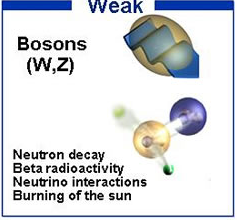 Weak
Bosons
(W,Z)
Neutron decay
Beta radioactivity
Neutrino interactions
Burning of the sun